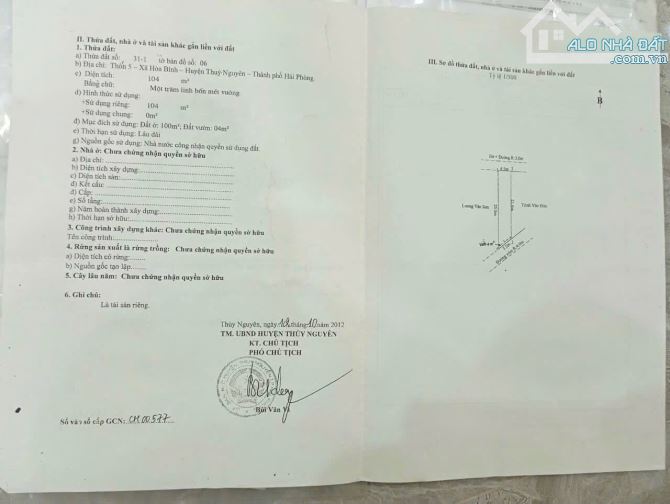 II. Thửa đất, nhà ở và tài sản khác gắn liền với đất
1. Thửa đất:
a) Thửa đất số: 31-1 tờ bản đồ số: 06
b) Địa chỉ: Thôn 5 – Xã Hòa Bình – Huyện Thuỷ Nguyên – Thành phố Hải Phòng.
c) Diện tích: 104 m²
Bằng chữ: Một trăm linh bốn mét vuông.
d) Hình thức sử dụng:
+Sử dụng riêng: 104 m²
+Sử dụng chung: 0m²
đ) Mục đích sử dụng: Đất ở: 100m²; Đất vườn: 04m²
e) Thời hạn sử dụng: Lâu dài
g) Nguồn gốc sử dụng: Nhà nước công nhận quyền sử dụng đất.
2. Nhà ở: Chưa chứng nhận quyền sở hữu
a) Địa chỉ:
b) Diện tích xây dựng:
c) Diện tích sàn:
d) Kết cấu:
đ) Cấp:
e) Số tầng:
g) Năm hoàn thành xây dựng:
h) Thời hạn sở hữu:
3. Công trình xây dựng khác: Chưa chứng nhận quyền sở hữu
Tên công trình:
4. Rừng sản xuất là rừng trồng: Chưa chứng nhận quyền sở hữu
a) Diện tích có rừng:
b) Nguồn gốc tạo lập
5. Cây lâu năm: Chưa chứng nhận quyền sở hữu
6. Ghi chú:
Là tài sản riêng.
Thủy Nguyên, ngày 10 tháng 10 năm 2012
TM. UBND HUYỆN THỦY NGUYÊN
KT. CHỦ TỊCH
PHÓ CHỦ TỊCH
Bùi Văn
Số vào sổ cấp GCN: CH00577
ALO NHÀ ĐẤT
III. Sơ đồ thửa đất, nhà ở và tài sản khác gắn liền với đất
Tỷ lệ 1/500
B
Lương Văn Sơn
Trịnh Văn